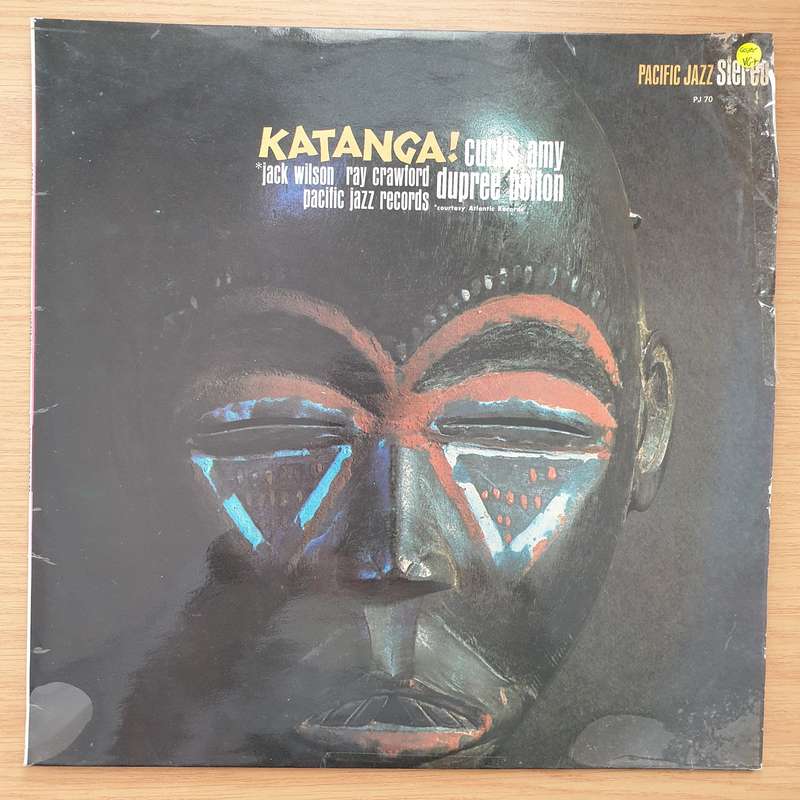 PACIFIC JAZZ Stereo
PJ 70
VG+
KATANGA! curtis amy
*jack wilson ray crawford dupree bolton
pacific jazz records *courtesy Atlantic Records